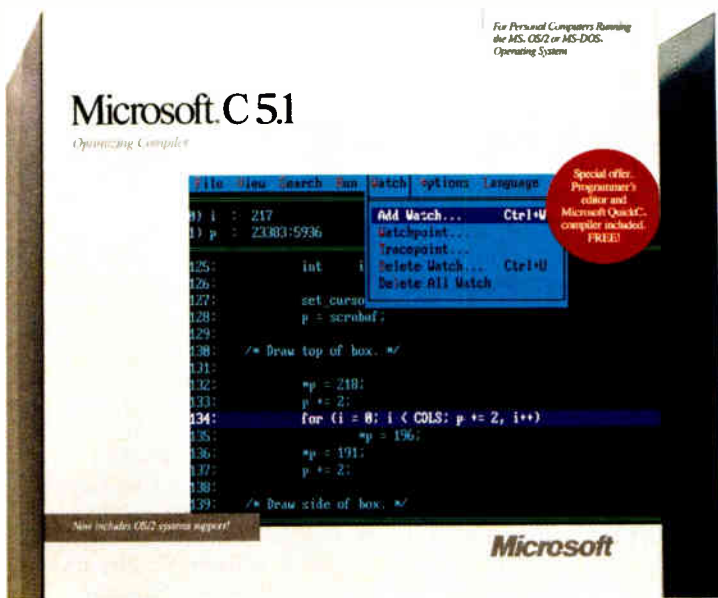 For Personal Computers Running
the MS. OS/2 or MS-DOS.
Operating System
Microsoft. C 5.1
Optimizing Compiler
Special offer.
Programmer's
editor and
Microsoft QuickC.
compiler included.
FREE!
File View Search Run Watch Options Language
0) i : 217
1) p : 23383:5936
Add Watch... Ctrl+W
Watchpoint...
Tracepoint...
Delete Watch... Ctrl+U
Delete All Watch
125: int i
126:
127: set_curso
128: p = scrbuf;
129:
130: /* Draw top of box. */
131:
132: *p = 218;
133: p += 2;
134: for (i = 0; i < COLS; p += 2, i++)
135: *p = 196;
136: *p = 191;
137: p += 2;
138:
139: /* Draw side of box. */
Now includes OS/2 systems support!
Microsoft